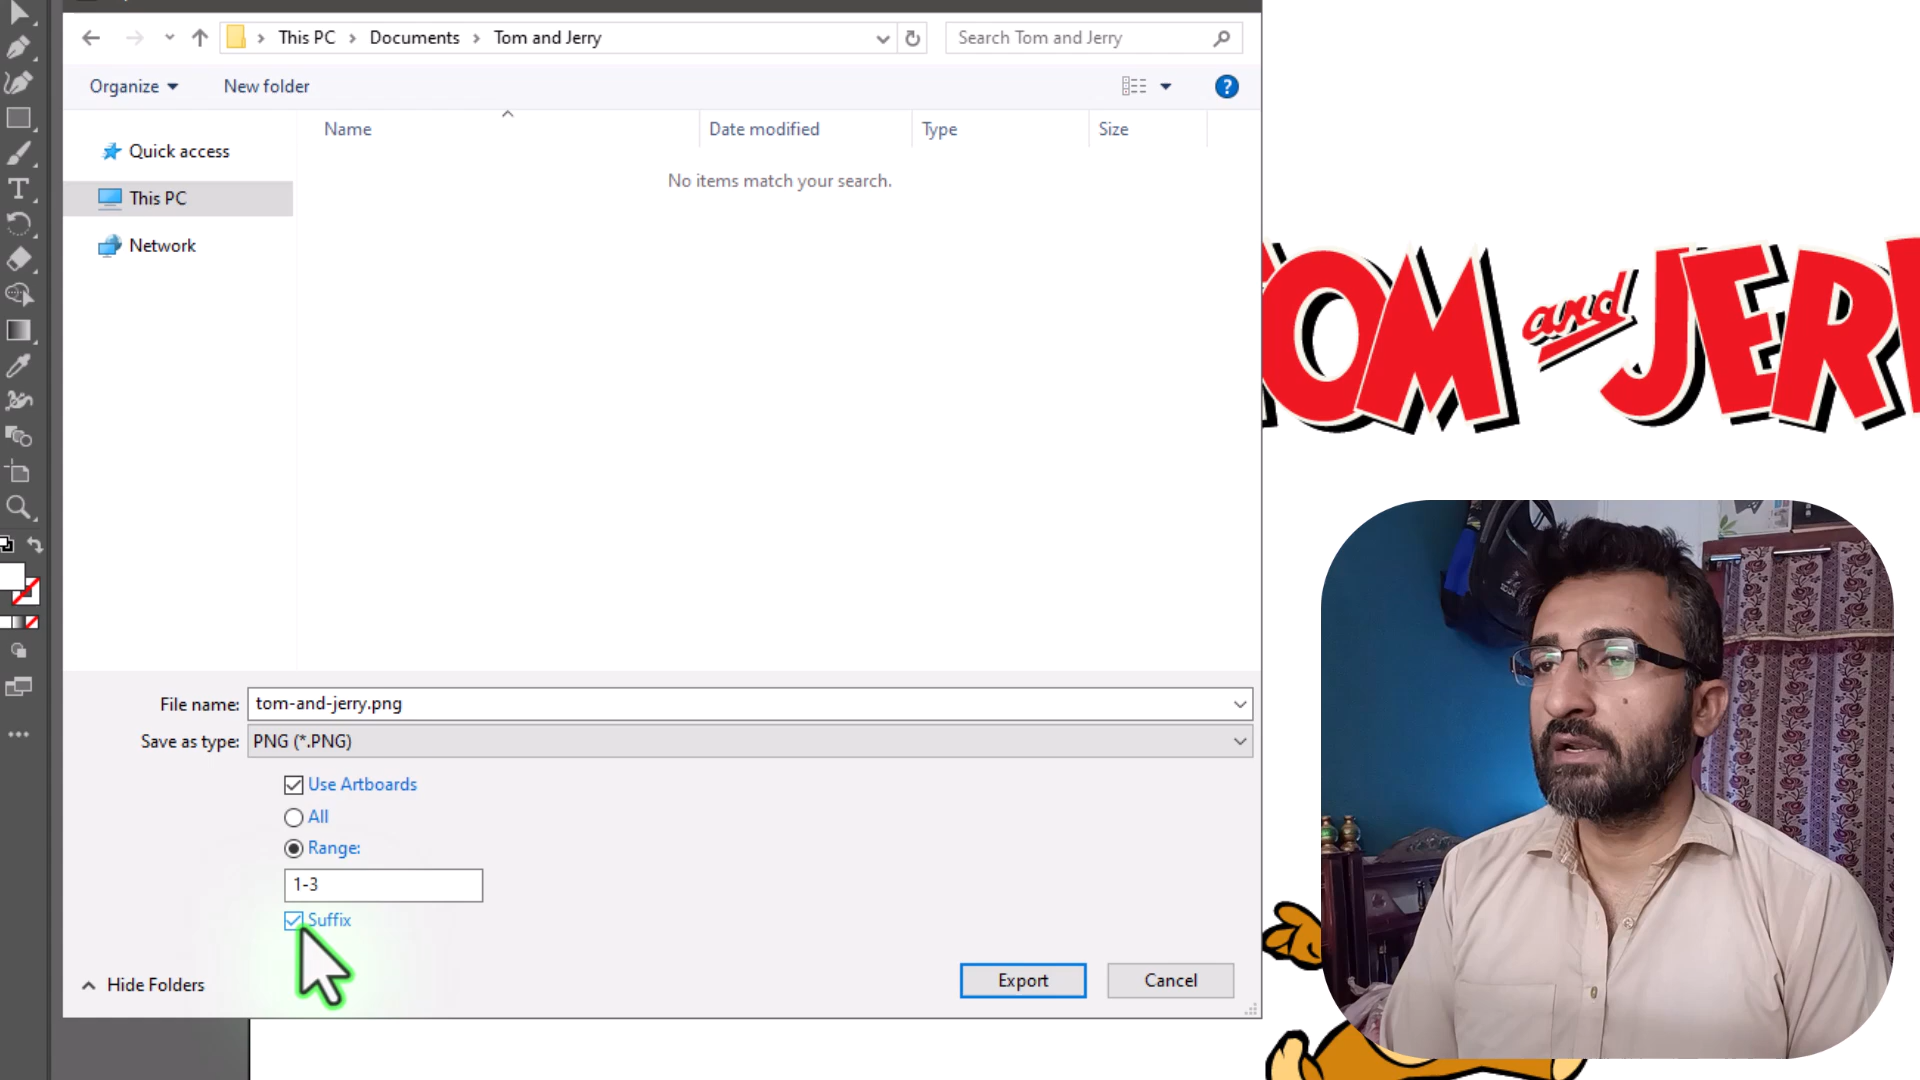 This PC > Documents > Tom and Jerry
Search Tom and Jerry
Organize
New folder
?
Name
Date modified
Type
Size
Quick access
This PC
Network
No items match your search.
TOM and JERR
File name:
tom-and-jerry.png
Save as type:
PNG (*.PNG)
Use Artboards
All
Range:
1-3
Suffix
Hide Folders
Export
Cancel